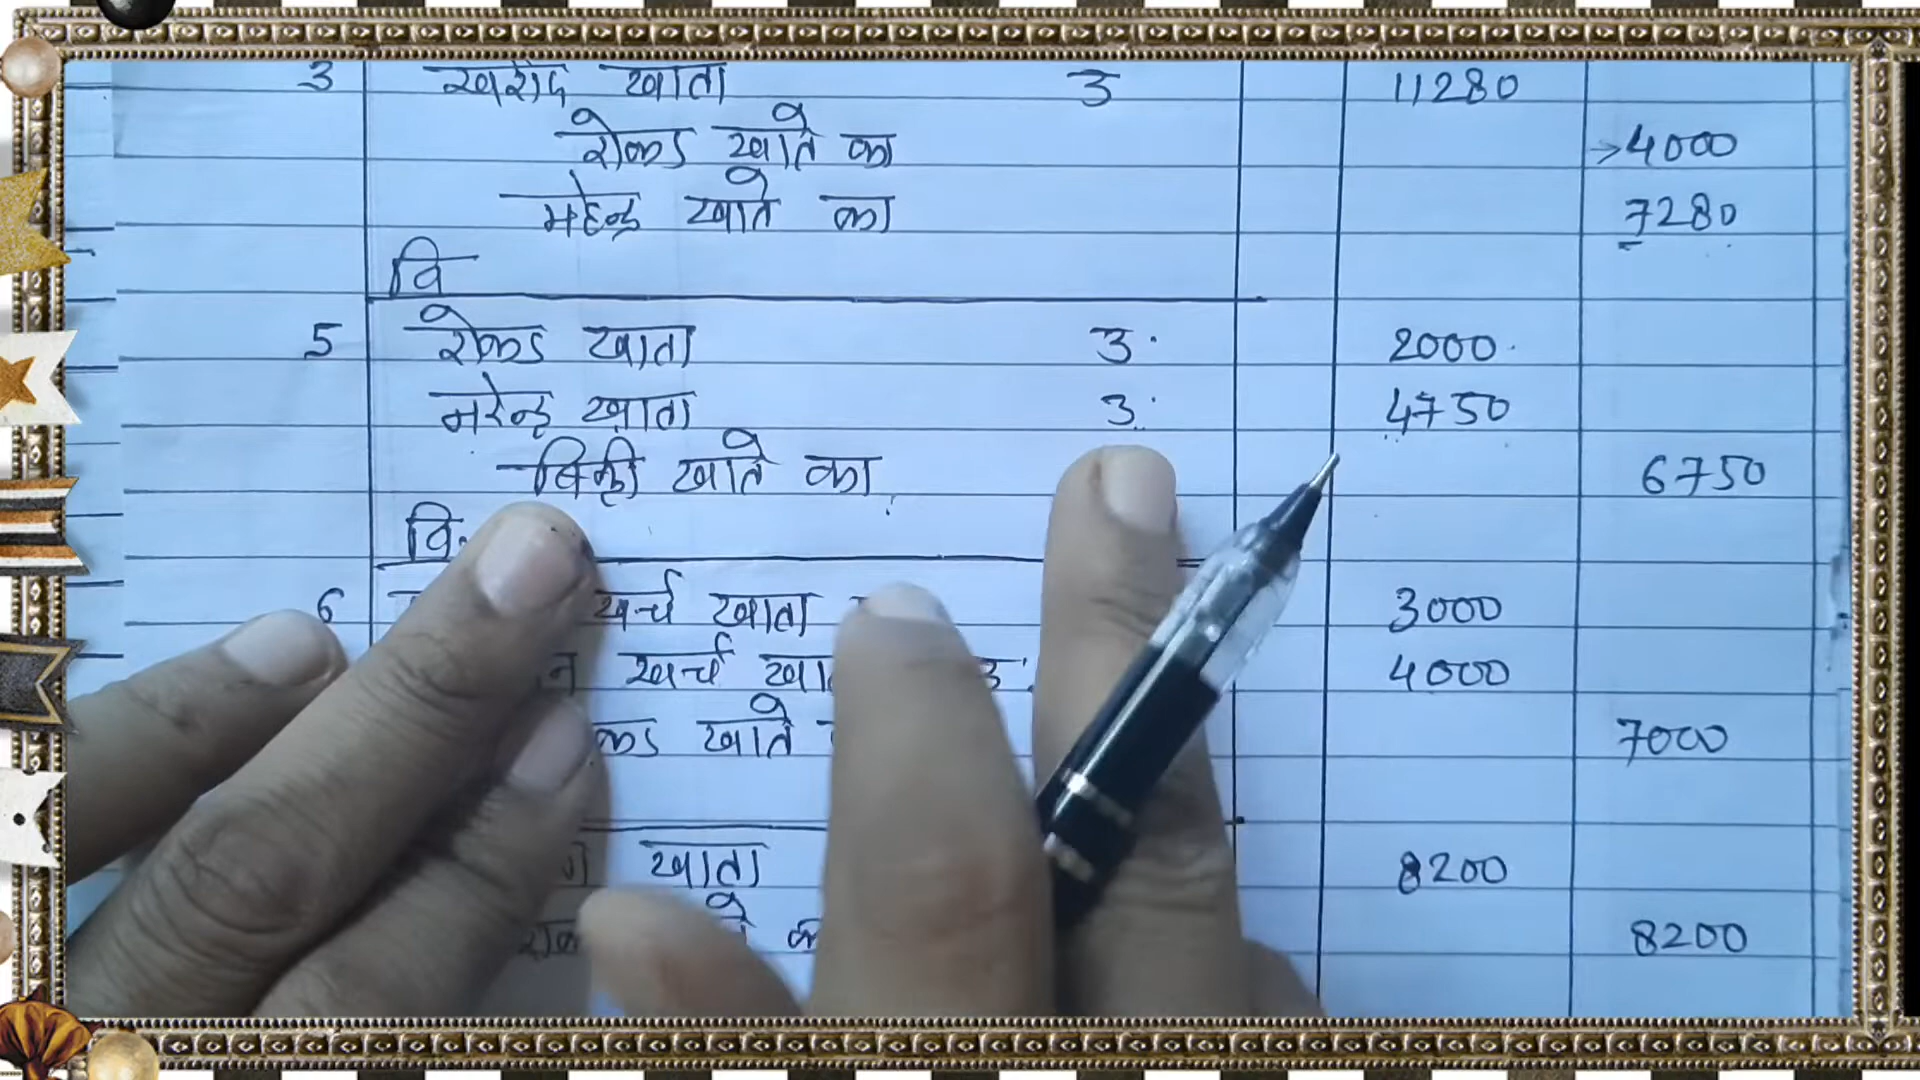 3 खरीद खाता उ 11280
रोकड खाते का →4000
महेन्द्र खाते का 7280
वि
5 रोकड खाता उ. 2000.
नरेन्द्र खाता उ. 4750
बिक्री खाते का 6750
वि.
6 खर्च खाता 3000
न खर्च खा उ. 4000
कड खाते 7000
खाता 8200
8200